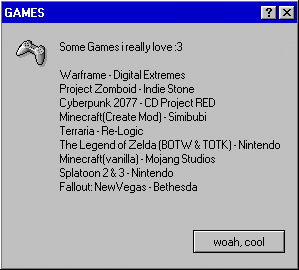 GAMES
Some Games i really love :3
Warframe - Digital Extremes
Project Zomboid - Indie Stone
Cyberpunk 2077 - CD Project RED
Minecraft(Create Mod) - Simibubi
Terraria - Re-Logic
The Legend of Zelda (BOTW & TOTK) - Nintendo
Minecraft(vanilla) - Mojang Studios
Splatoon 2 & 3 - Nintendo
Fallout: NewVegas - Bethesda
woah, cool